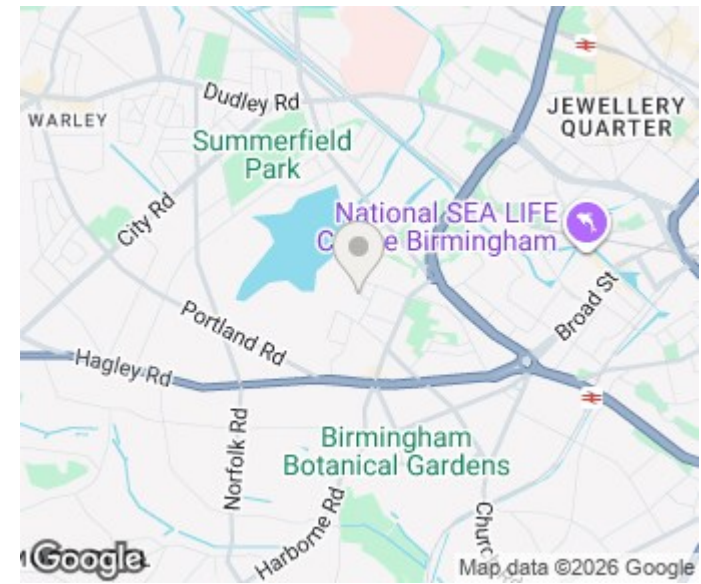 Dudley Rd
WARLEY
JEWELLERY
QUARTER
Summerfield
Park
City Rd
National SEA LIFE
C e Birmingham
Broad St
Portland Rd
Hagley Rd
Norfolk Rd
Birmingham
Botanical Gardens
Harborne Rd
Google
Map data ©2026 Google